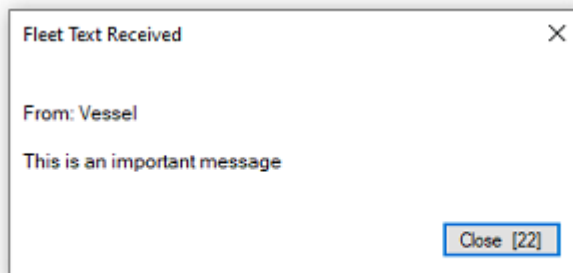 Fleet Text Received
From: Vessel
This is an important message
Close [22]